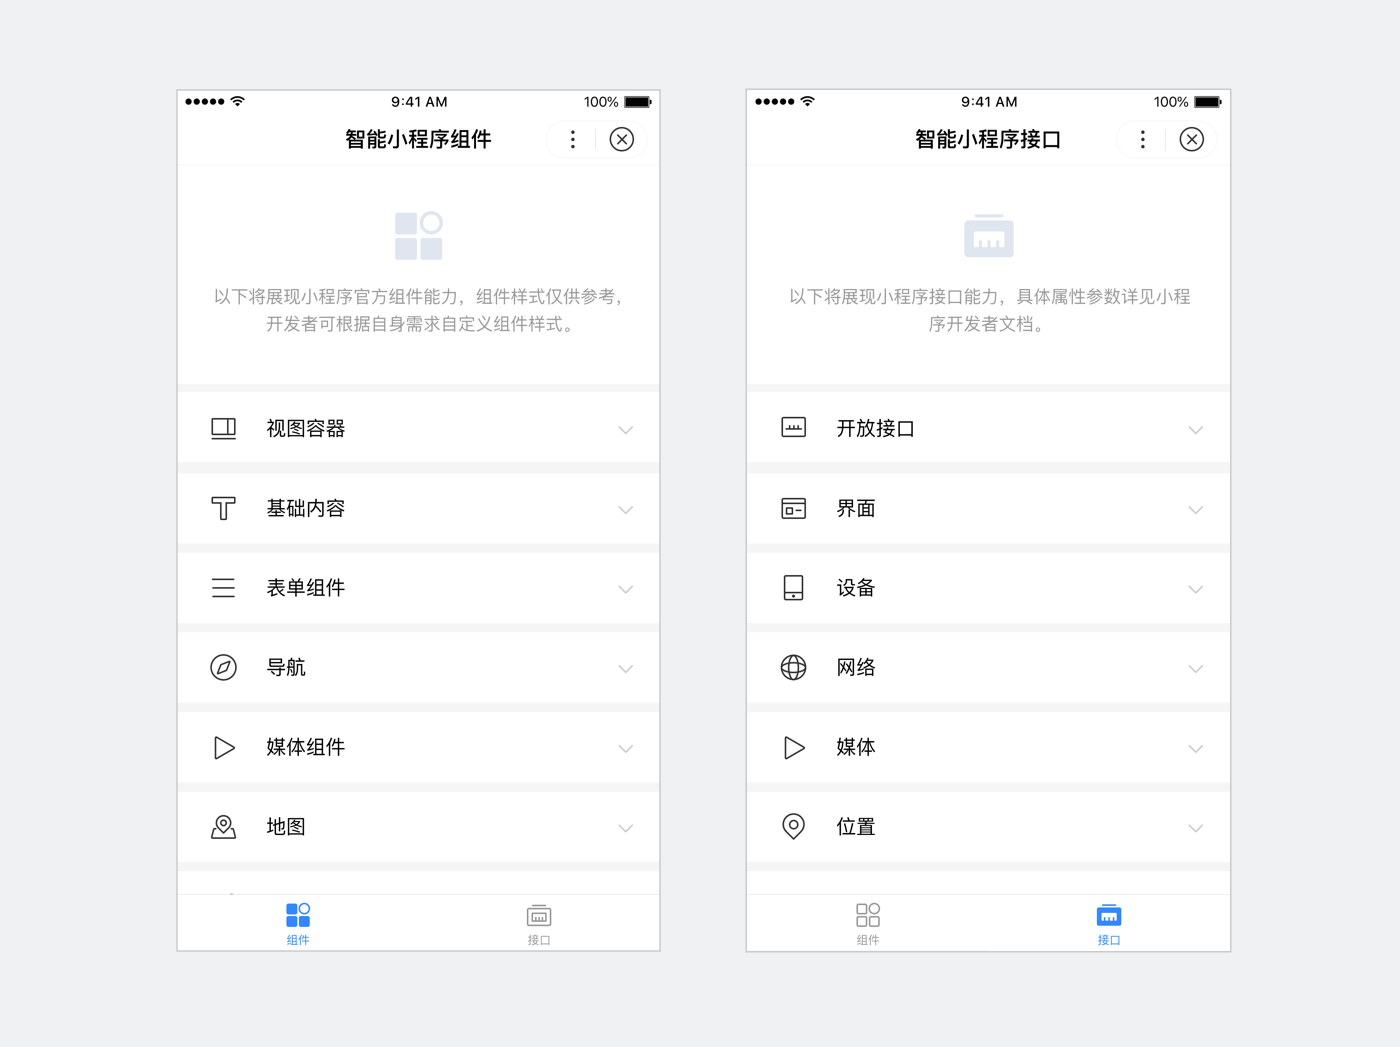 9:41 AM
100%
智能小程序组件
以下将展现小程序官方组件能力，组件样式仅供参考，
开发者可根据自身需求自定义组件样式。
视图容器
基础内容
表单组件
导航
媒体组件
地图
组件
接口
9:41 AM
100%
智能小程序接口
以下将展现小程序接口能力，具体属性参数详见小程
序开发者文档。
开放接口
界面
设备
网络
媒体
位置
组件
接口